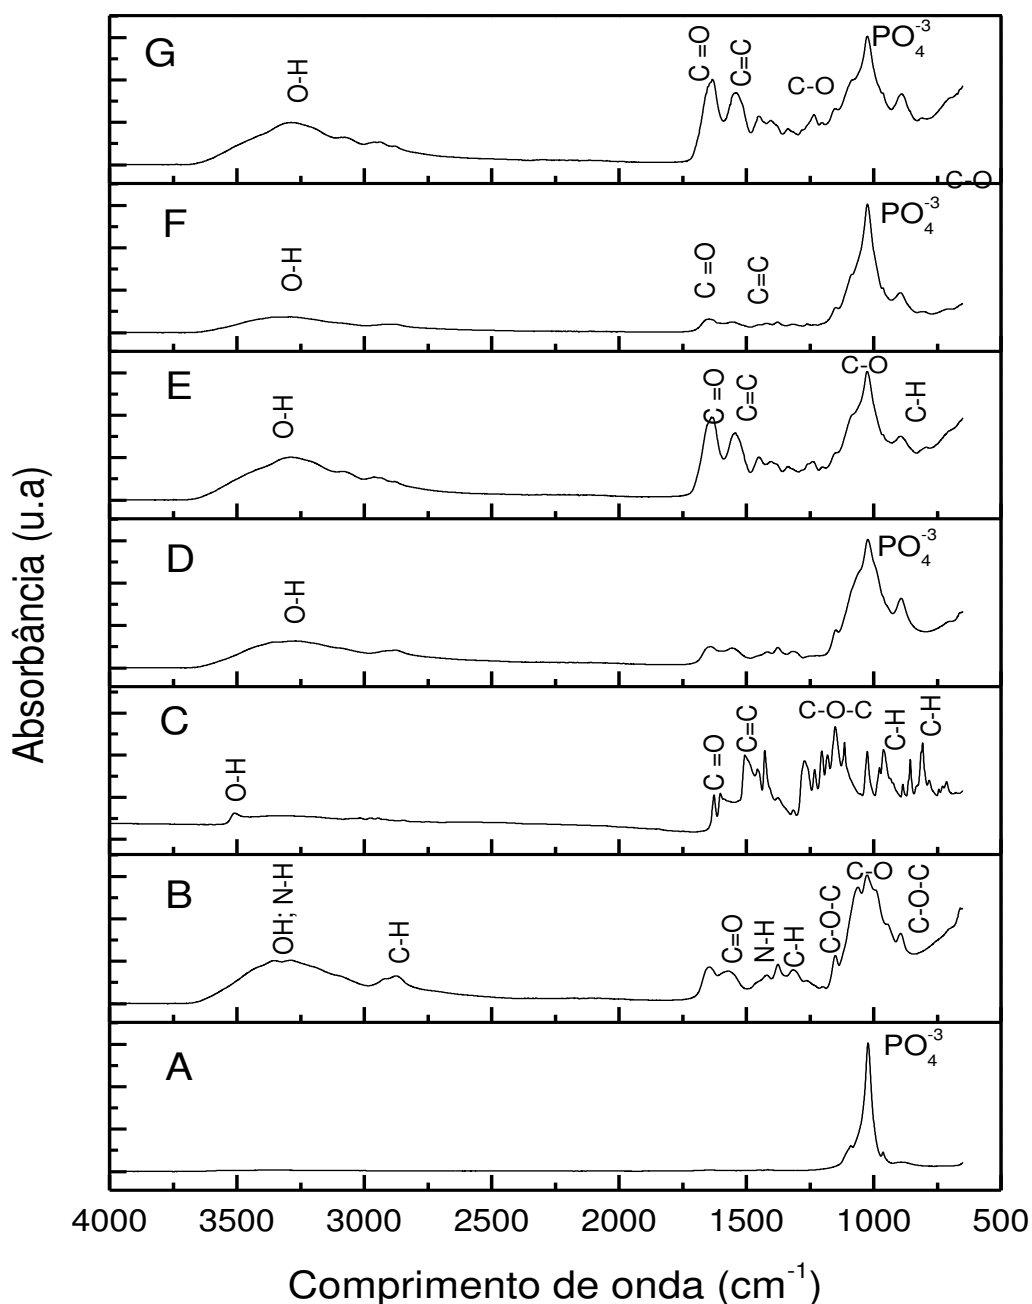 G
O-H
C=O
C=C
C-O
PO₄⁻³
C-O
F
O-H
C=O
C=C
PO₄⁻³
E
O-H
C=O
C=C
C-O
C-H
D
O-H
PO₄⁻³
C
O-H
C=O
C=C
C-O-C
C-H
C-H
B
OH; N-H
C-H
C=O
N-H
C-H
C-O-C
C-O
C-O-C
A
PO₄⁻³
Absorbância (u.a)
4000 3500 3000 2500 2000 1500 1000 500
Comprimento de onda (cm⁻¹)